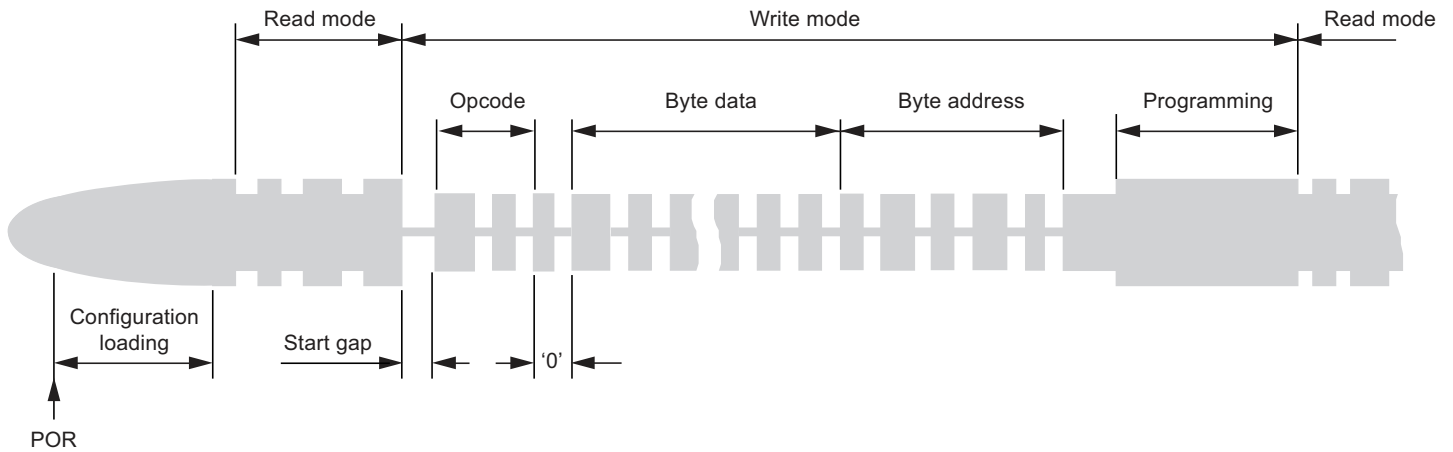 Read mode
Write mode
Read mode
Opcode
Byte data
Byte address
Programming
Configuration
loading
Start gap
‘0’
POR